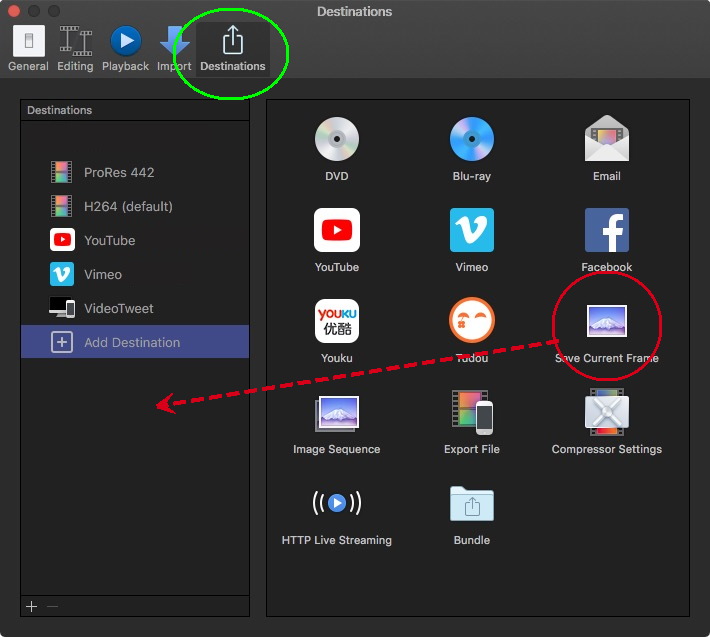 Destinations
General
Editing
Playback
Import
Destinations
Destinations
ProRes 442
H264 (default)
YouTube
Vimeo
VideoTweet
Add Destination
DVD
Blu-ray
Email
YouTube
Vimeo
Facebook
YOUKU
优酷
Youku
Tudou
Save Current Frame
Image Sequence
Export File
Compressor Settings
HTTP Live Streaming
Bundle